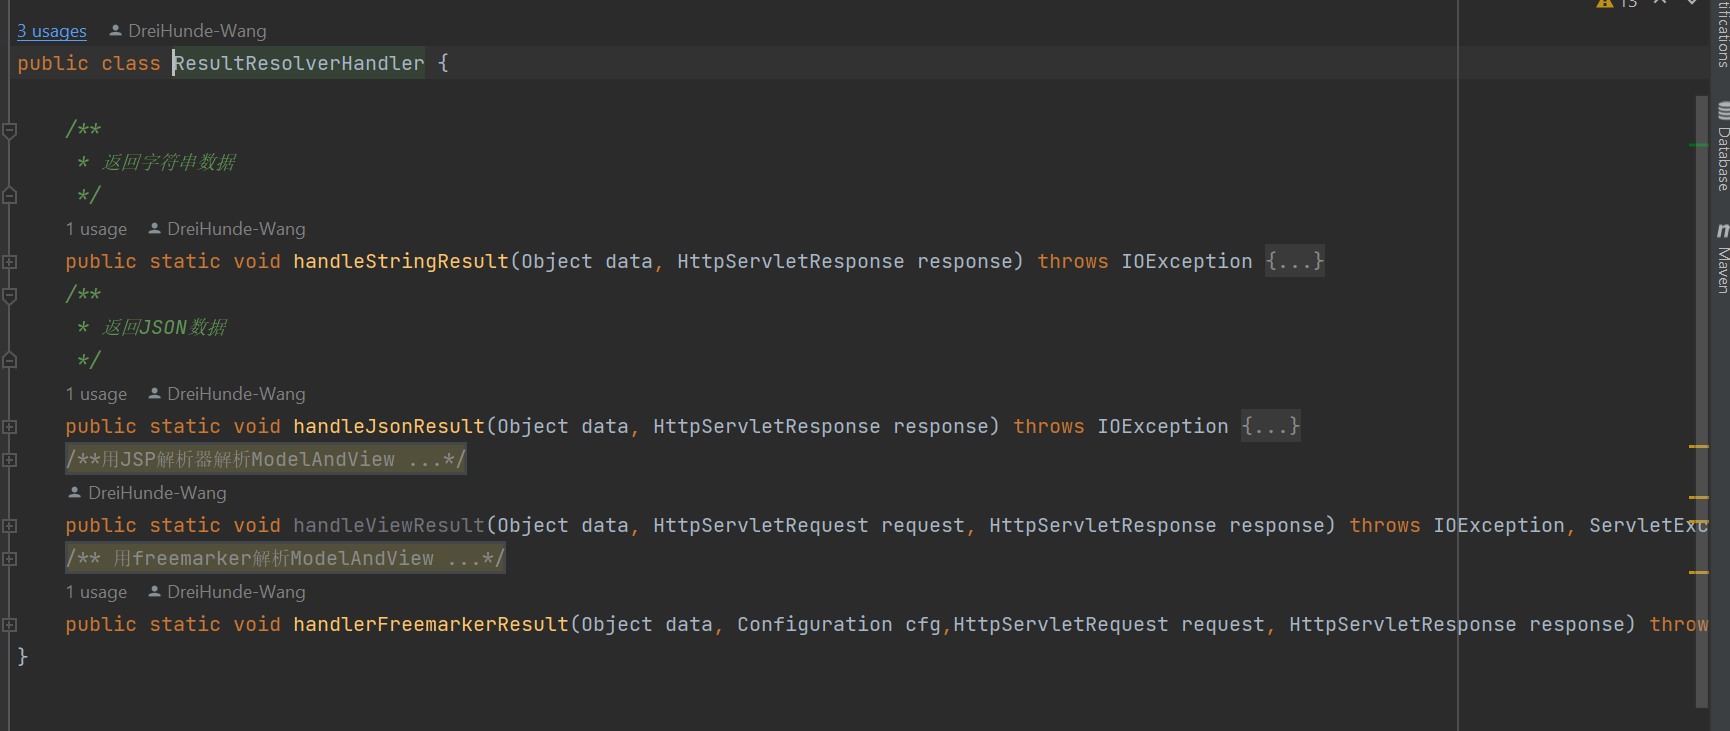 13
3 usages DreiHunde-Wang
public class ResultResolverHandler {
/**
* 返回字符串数据
*/
1 usage DreiHunde-Wang
public static void handleStringResult(Object data, HttpServletResponse response) throws IOException {...}
/**
* 返回JSON数据
*/
1 usage DreiHunde-Wang
public static void handleJsonResult(Object data, HttpServletResponse response) throws IOException {...}
/**用JSP解析器解析ModelAndView ...*/
DreiHunde-Wang
public static void handleViewResult(Object data, HttpServletRequest request, HttpServletResponse response) throws IOException, ServletExc
/** 用freemarker解析ModelAndView ...*/
1 usage DreiHunde-Wang
public static void handlerFreemarkerResult(Object data, Configuration cfg,HttpServletRequest request, HttpServletResponse response) throw
}
tifications
Database
m
Maven